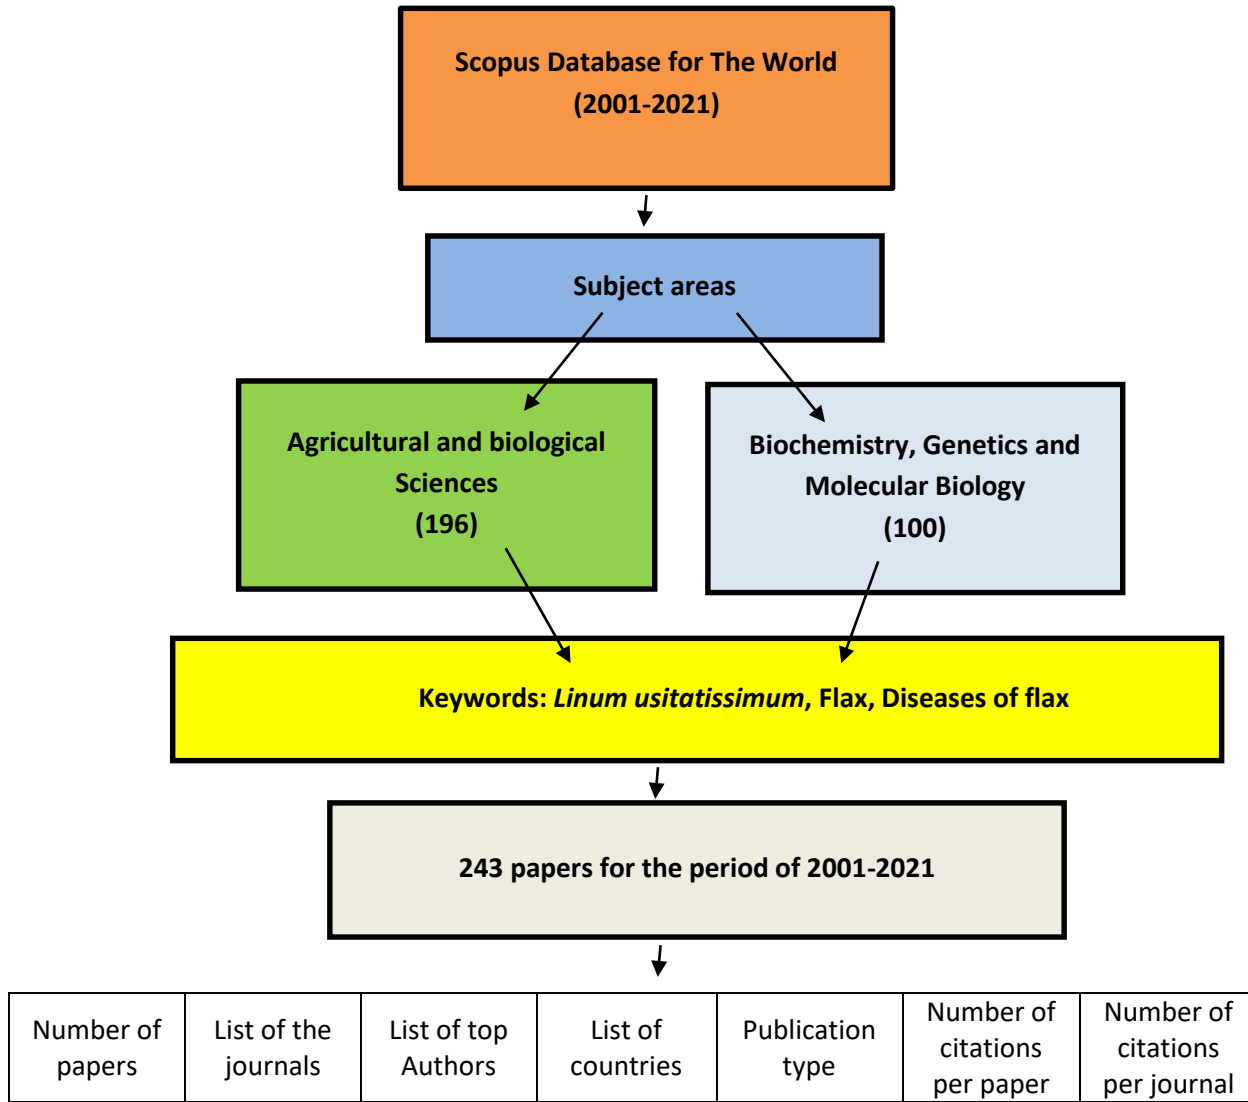 Scopus Database for The World
(2001-2021)
Subject areas
Agricultural and biological
Sciences
(196)
Biochemistry, Genetics and
Molecular Biology
(100)
Keywords: Linum usitatissimum, Flax, Diseases of flax
243 papers for the period of 2001-2021
Number of
papers
List of the
journals
List of top
Authors
List of
countries
Publication
type
Number of
citations
per paper
Number of
citations
per journal